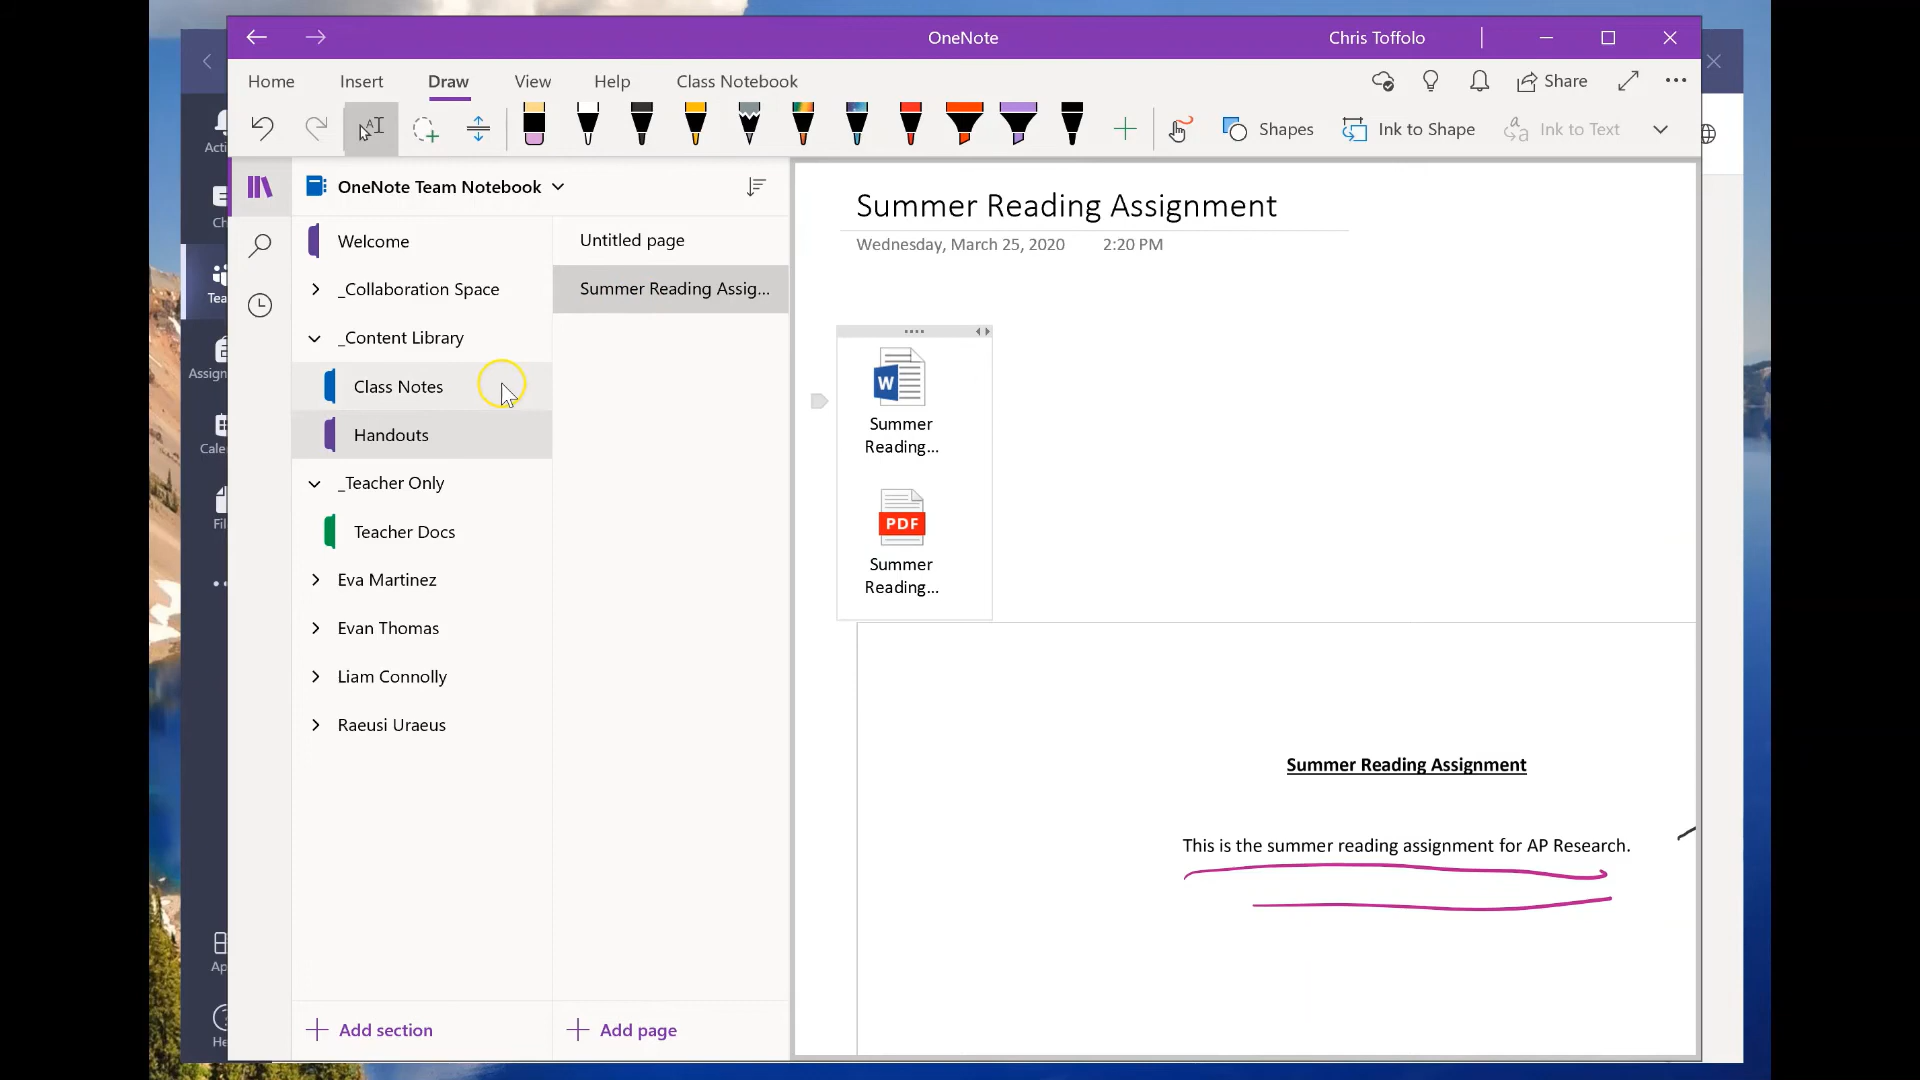 OneNote
Chris Toffolo
Home
Insert
Draw
View
Help
Class Notebook
Share
Shapes
Ink to Shape
Ink to Text
OneNote Team Notebook
Welcome
_Collaboration Space
_Content Library
Class Notes
Handouts
_Teacher Only
Teacher Docs
Eva Martinez
Evan Thomas
Liam Connolly
Raeusi Uraeus
Add section
Untitled page
Summer Reading Assig...
Add page
Summer Reading Assignment
Wednesday, March 25, 2020 2:20 PM
W
Summer
Reading...
PDF
Summer
Reading...
Summer Reading Assignment
This is the summer reading assignment for AP Research.